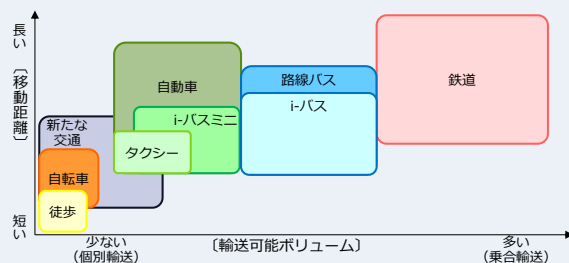 長い
〔移動距離〕
短い
自動車
路線バス
鉄道
i-バス
i-バスミニ
新たな
交通
タクシー
自転車
徒歩
少ない
（個別輸送）
〔輸送可能ボリューム〕
多い
（乗合輸送）